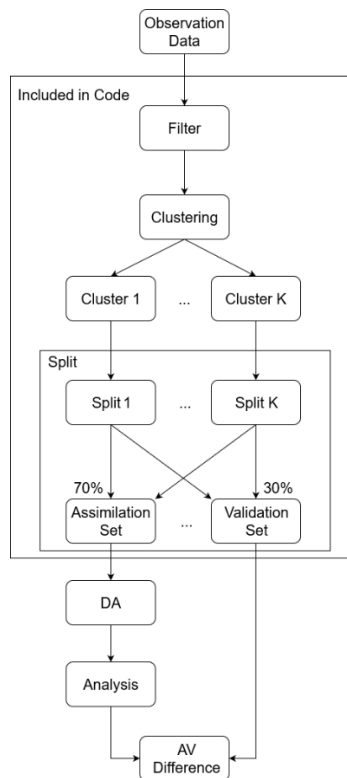 Observation
Data
Included in Code
Filter
Clustering
Cluster 1
...
Cluster K
Split
Split 1
...
Split K
70%
30%
Assimilation
Set
...
Validation
Set
DA
Analysis
AV
Difference